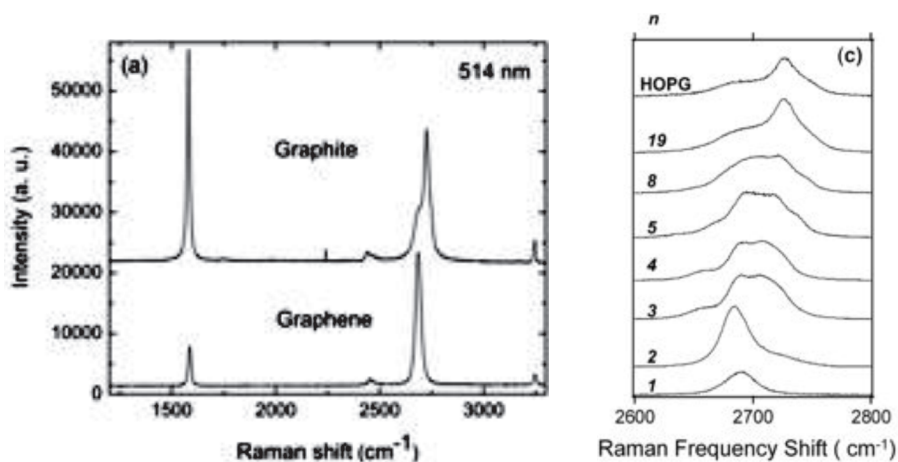 (a)
514 nm
Graphite
Graphene
50000
40000
30000
20000
10000
0
Intensity (a. u.)
1500
2000
2500
3000
Raman shift (cm⁻¹)
n
(c)
HOPG
19
8
5
4
3
2
1
2600
2700
2800
Raman Frequency Shift ( cm-1)